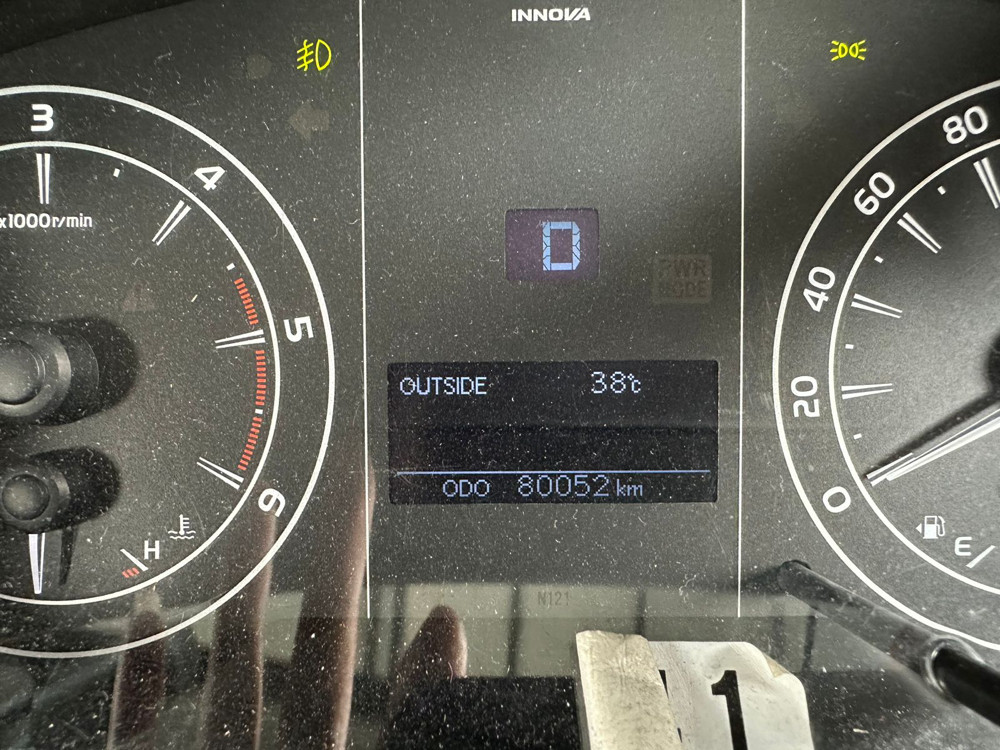 INNOVA
3
4
5
6
x1000r/min
H
D
PWR
MODE
OUTSIDE 38℃
ODO 80052 km
N121
80
60
40
20
0
E
1